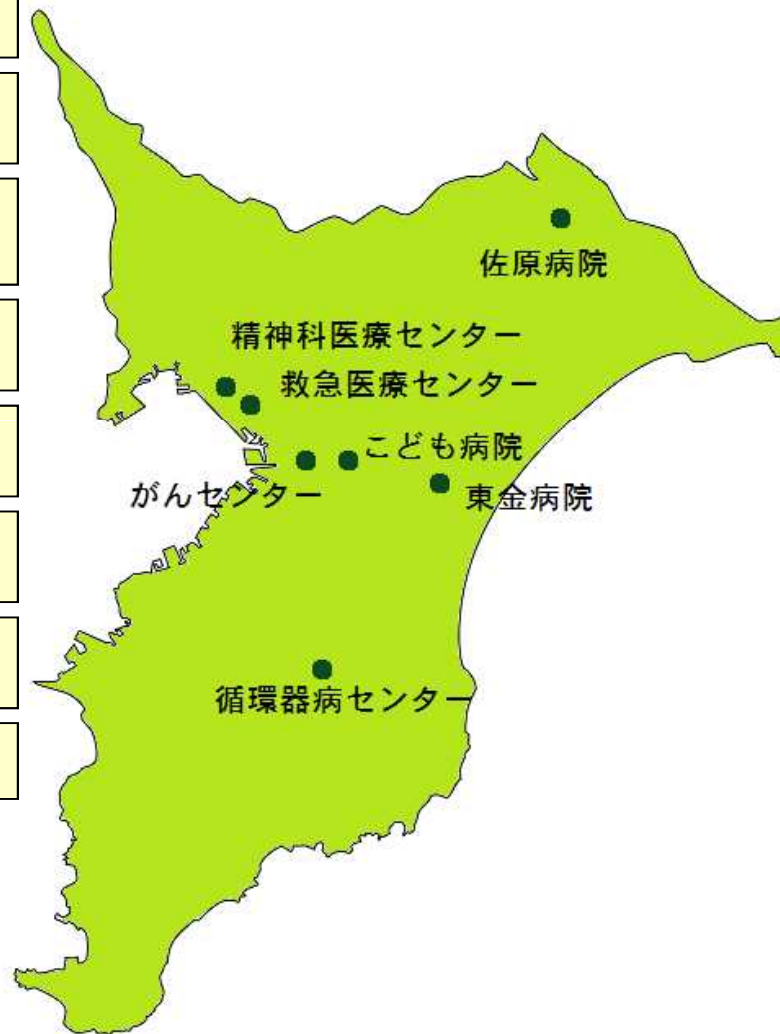 佐原病院
精神科医療センター
救急医療センター
こども病院
がんセンター
東金病院
循環器病センター